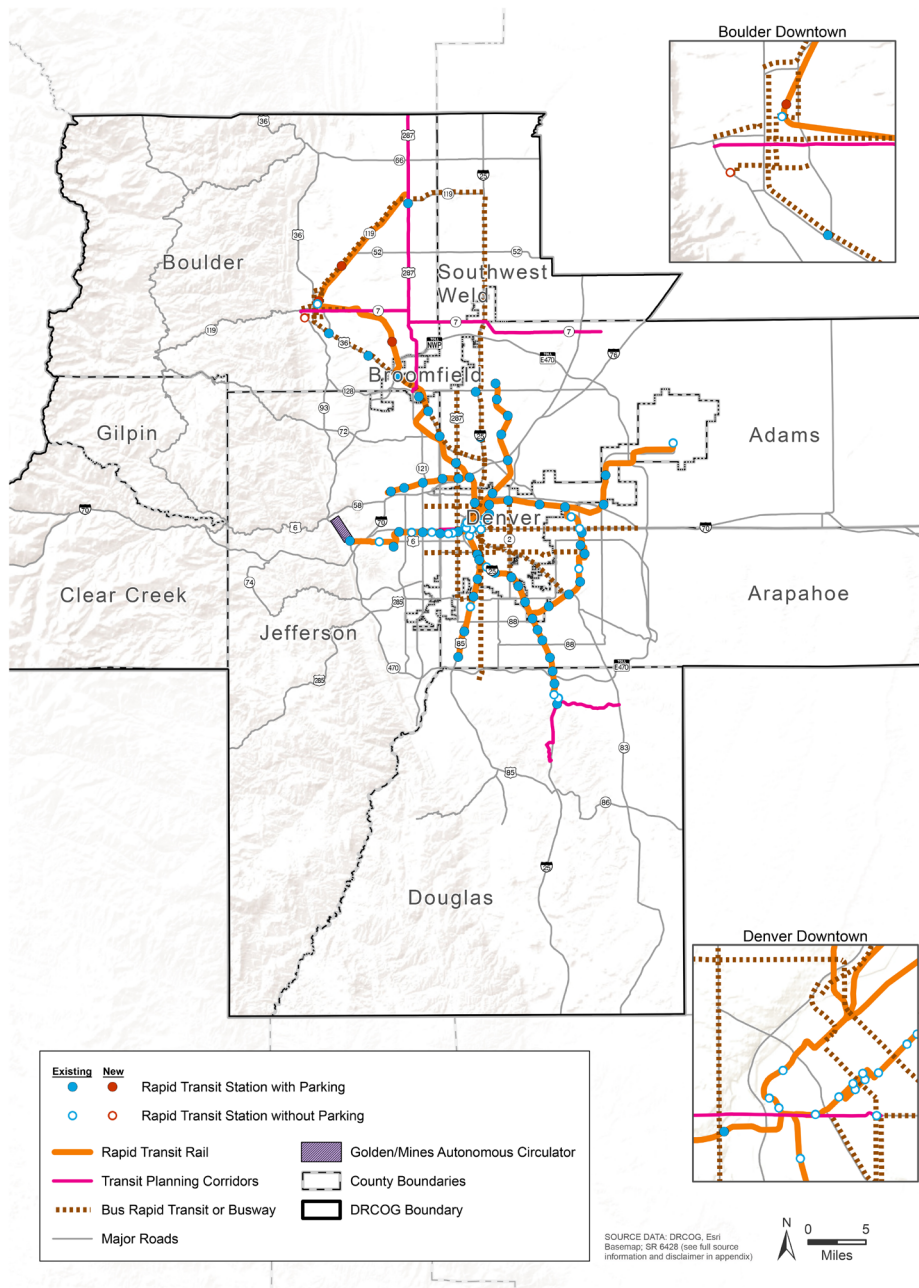 Boulder Downtown
36
287
66
25
119
36
119
52
52
Boulder
287
Southwest
Weld
7
7
7
119
36
TOLL
NWP
TOLL
E470
76
Broomfield
128
93
287
Gilpin
72
25
Adams
121
58
70
70
Denver
6
6
2
70
25
74
Clear Creek
285
Arapahoe
88
Jefferson
85
88
470
TOLL
E470
285
83
85
86
25
Douglas
Denver Downtown
Existing New
Rapid Transit Station with Parking
Rapid Transit Station without Parking
Rapid Transit Rail
Golden/Mines Autonomous Circulator
Transit Planning Corridors
County Boundaries
Bus Rapid Transit or Busway
DRCOG Boundary
Major Roads
SOURCE DATA: DRCOG, Esri
Basemap; SR 6428 (see full source
information and disclaimer in appendix)
N
0 5
Miles